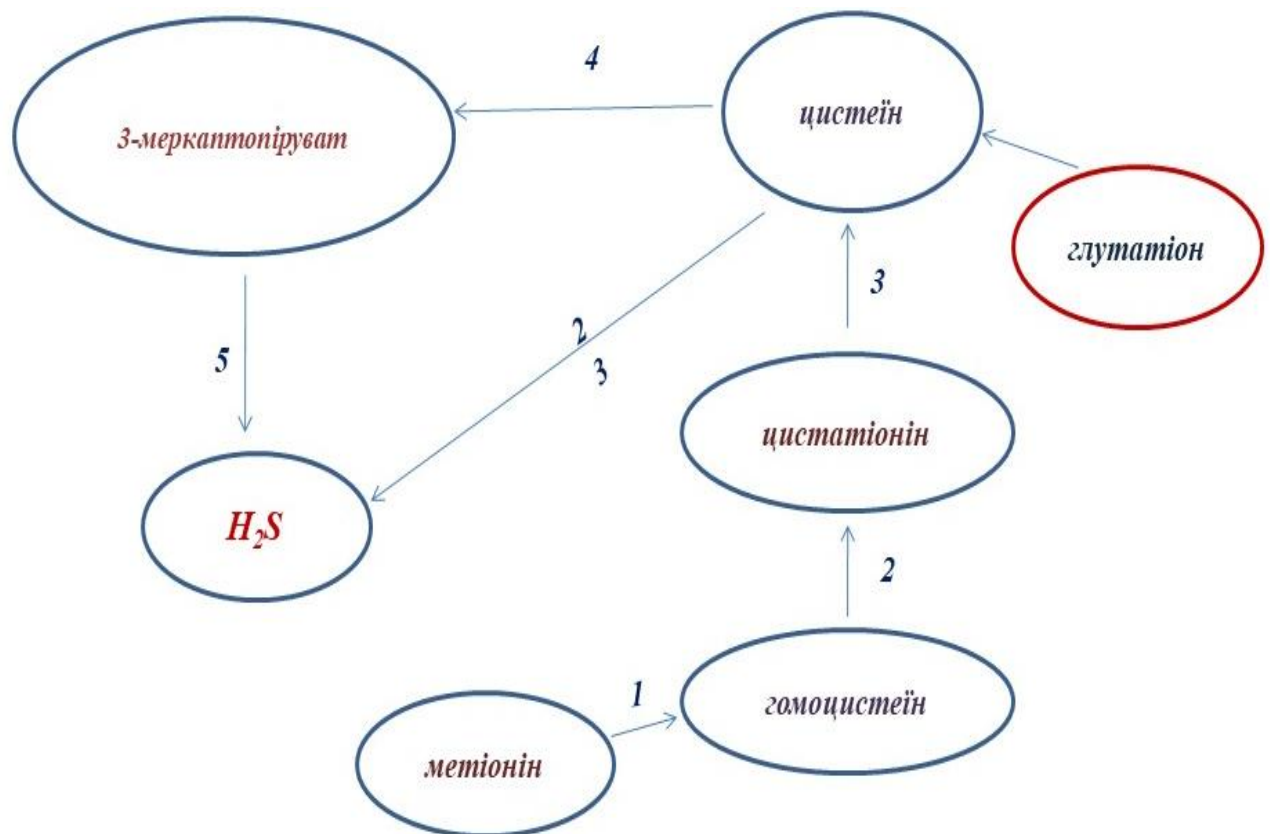 4
цистеїн
3-меркаптопіруват
глутатіон
3
2
3
5
цистатіонін
H₂S
2
1
гомоцистеїн
метіонін